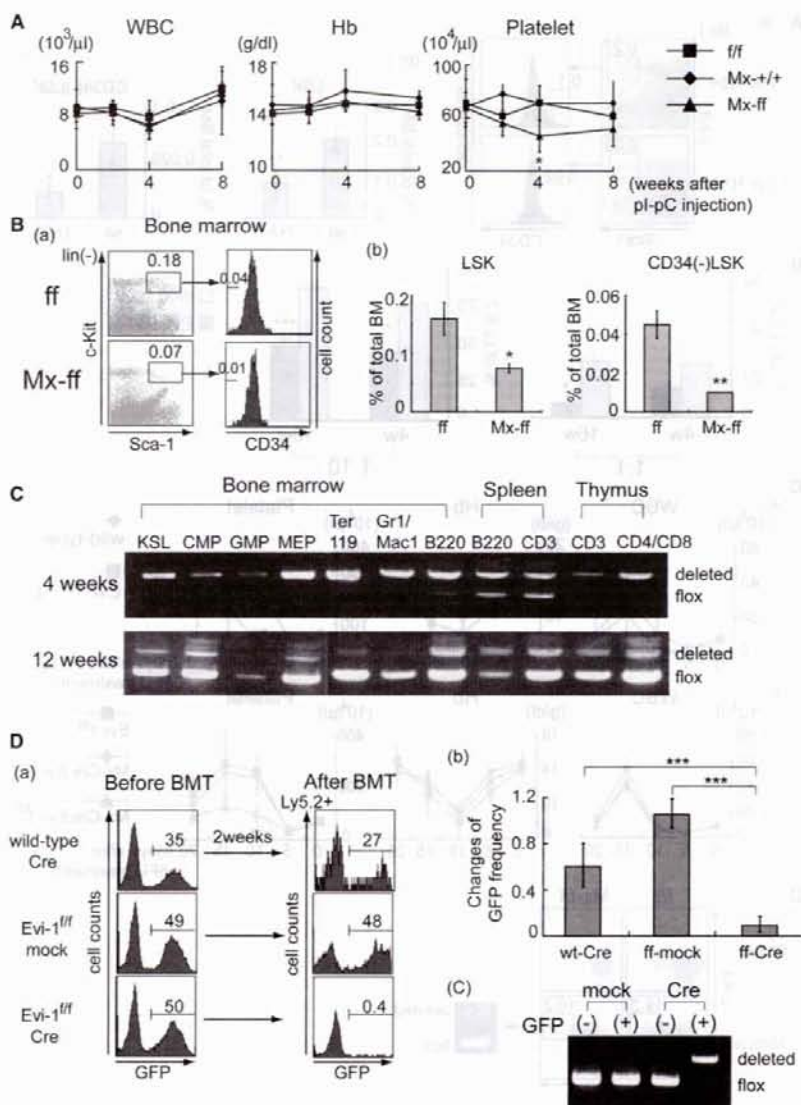 A
WBC
Hb
Platelet
(10³/µl)
(g/dl)
(10⁴/µl)
16
8
0
18
14
10
100
60
20
0 4 8
0 4 8
0 4 8
*
f/f
Mx-+/+
Mx-ff
(weeks after
pI-pC injection)
B
(a)
Bone marrow
lin(-)
ff
Mx-ff
c-Kit
Sca-1
0.18
0.07
0.04
0.01
cell count
CD34
(b)
LSK
CD34(-)LSK
% of total BM
0.2
0.1
0
*
ff Mx-ff
% of total BM
0.06
0.04
0.02
0
**
ff Mx-ff
C
Bone marrow
Spleen
Thymus
KSL CMP GMP MEP Ter 119 Gr1/Mac1 B220 B220 CD3 CD3 CD4/CD8
4 weeks
deleted
flox
12 weeks
deleted
flox
D
(a)
Before BMT
After BMT
Ly5.2+
wild-type
Cre
35
2weeks
27
Evi-1f/f
mock
49
48
Evi-1f/f
Cre
50
0.4
cell counts
cell counts
GFP
GFP
(b)
***
***
Changes of
GFP frequency
1.2
0.8
0.4
0
wt-Cre ff-mock ff-Cre
(C)
mock Cre
GFP (-) (+) (-) (+)
deleted
flox